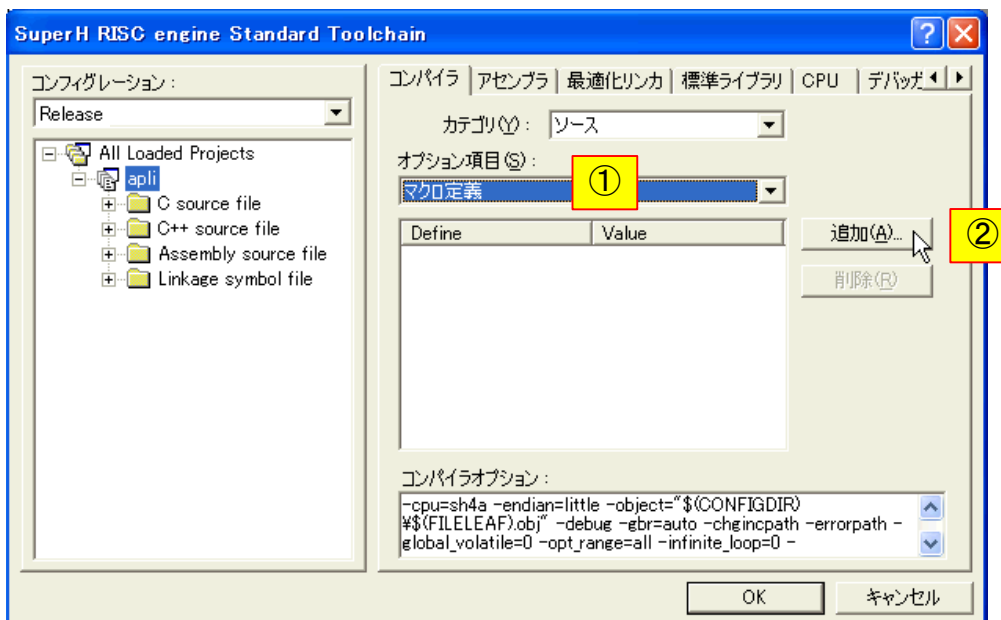 SuperH RISC engine Standard Toolchain
コンフィグレーション :
Release
All Loaded Projects
apli
C source file
C++ source file
Assembly source file
Linkage symbol file
コンパイラ アセンブラ 最適化リンカ 標準ライブラリ CPU デバッガ
カテゴリ(Y) : ソース
オプション項目(S) :
マクロ定義
①
Define Value
追加(A)...
②
削除(R)
コンパイラオプション :
-cpu=sh4a -endian=little -object="$(CONFIGDIR)
¥$(FILELEAF).obj" -debug -gbr=auto -chgincpath -errorpath -
global_volatile=0 -opt_range=all -infinite_loop=0 -
OK キャンセル